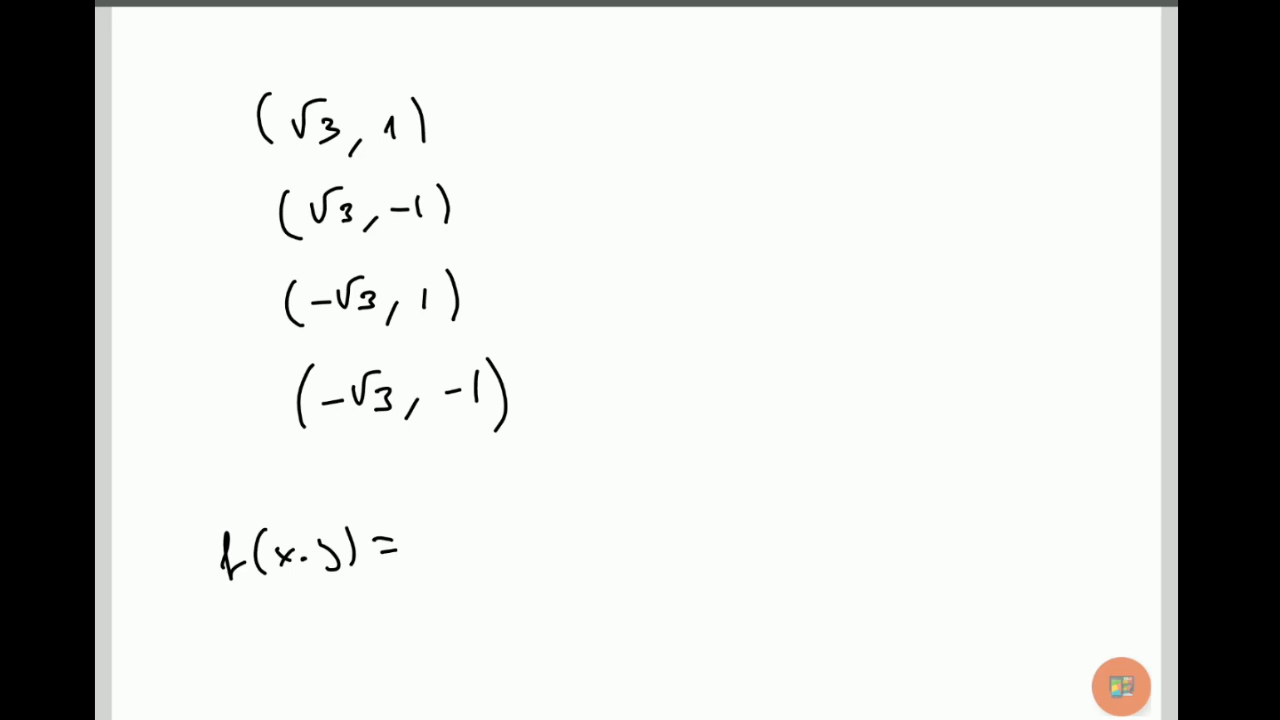 (√3, 1)
(√3, -1)
(-√3, 1)
(-√3, -1)
f(x.y) =